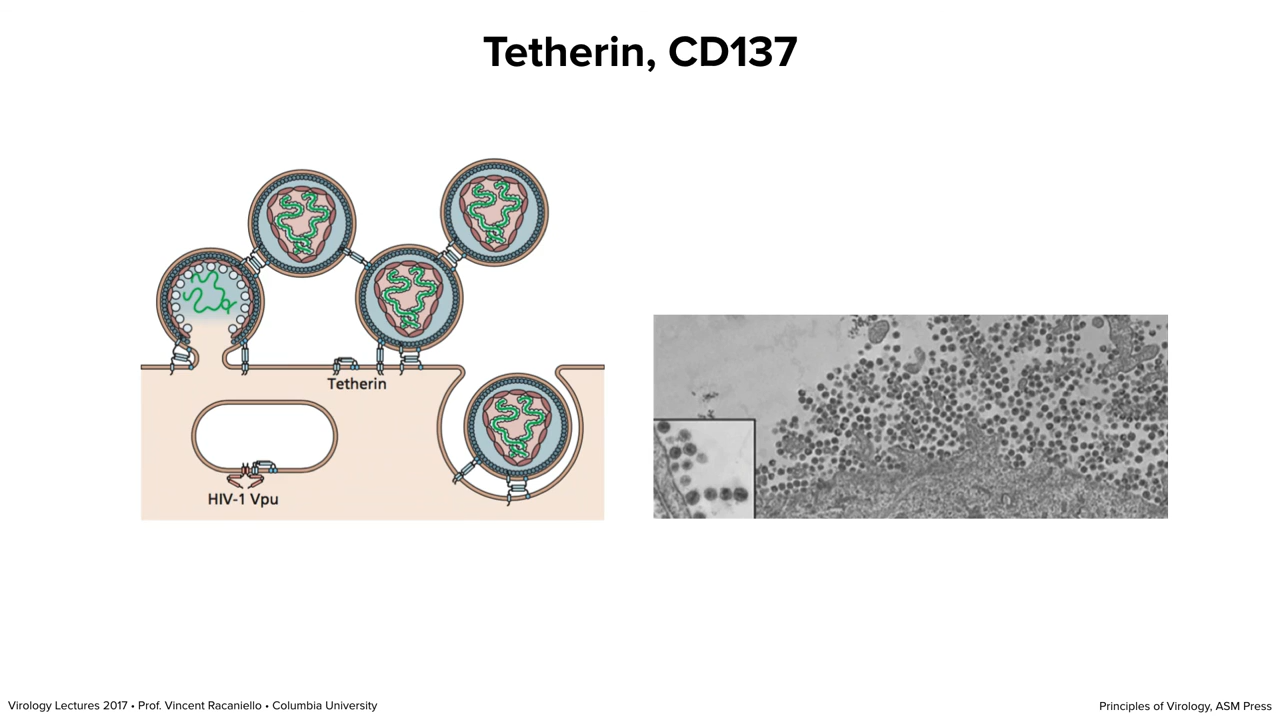 Tetherin, CD137
Tetherin
HIV-1 Vpu
Virology Lectures 2017 • Prof. Vincent Racaniello • Columbia University
Principles of Virology, ASM Press